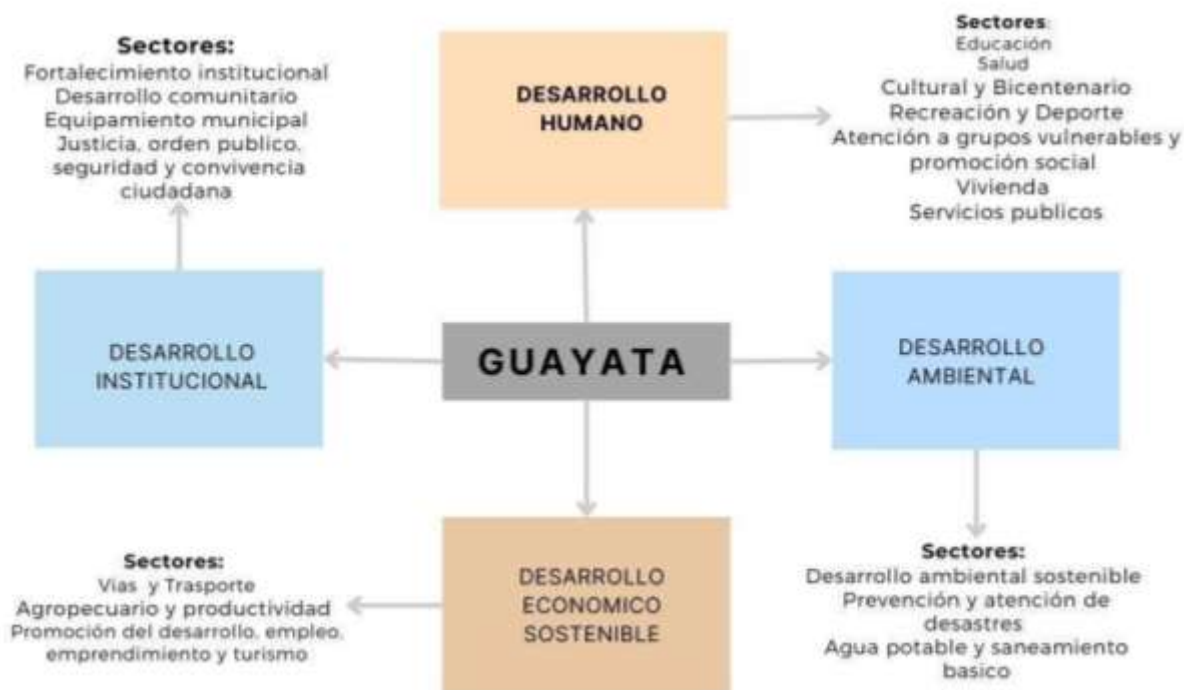 Sectores:
Fortalecimiento institucional
Desarrollo comunitario
Equipamiento municipal
Justicia, orden publico,
seguridad y convivencia
ciudadana
DESARROLLO
HUMANO
Sectores:
Educación
Salud
Cultural y Bicentenario
Recreación y Deporte
Atención a grupos vulnerables y
promoción social
Vivienda
Servicios publicos
DESARROLLO
INSTITUCIONAL
GUAYATA
DESARROLLO
AMBIENTAL
Sectores:
Vias y Trasporte
Agropecuario y productividad
Promoción del desarrollo, empleo,
emprendimiento y turismo
DESARROLLO
ECONOMICO
SOSTENIBLE
Sectores:
Desarrollo ambiental sostenible
Prevención y atención de
desastres
Agua potable y saneamiento
basico